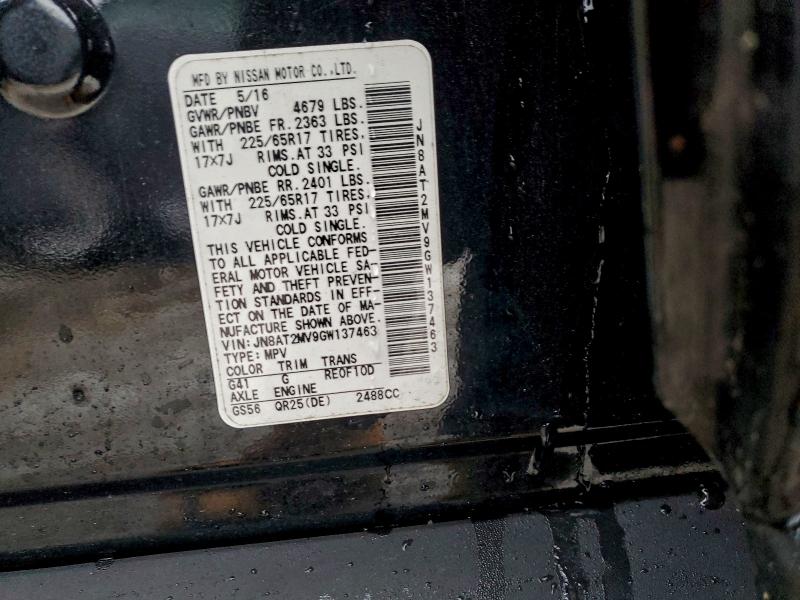 MFD BY NISSAN MOTOR CO.,LTD.
DATE 5/16
GVWR/PNBV 4679 LBS.
GAWR/PNBE FR. 2363 LBS.
WITH 225/65R17 TIRES.
17×7J RIMS.AT 33 PSI
COLD SINGLE.
GAWR/PNBE RR. 2401 LBS.
WITH 225/65R17 TIRES.
17×7J RIMS.AT 33 PSI
COLD SINGLE.
THIS VEHICLE CONFORMS
TO ALL APPLICABLE FED-
ERAL MOTOR VEHICLE SA-
FETY AND THEFT PREVEN-
TION STANDARDS IN EFF-
ECT ON THE DATE OF MA-
NUFACTURE SHOWN ABOVE.
VIN: JN8AT2MV9GW137463
TYPE: MPV
COLOR TRIM TRANS
G41 G RE0F10D
AXLE ENGINE
GS56 QR25(DE) 2488CC
JN8AT2MV9GW137463